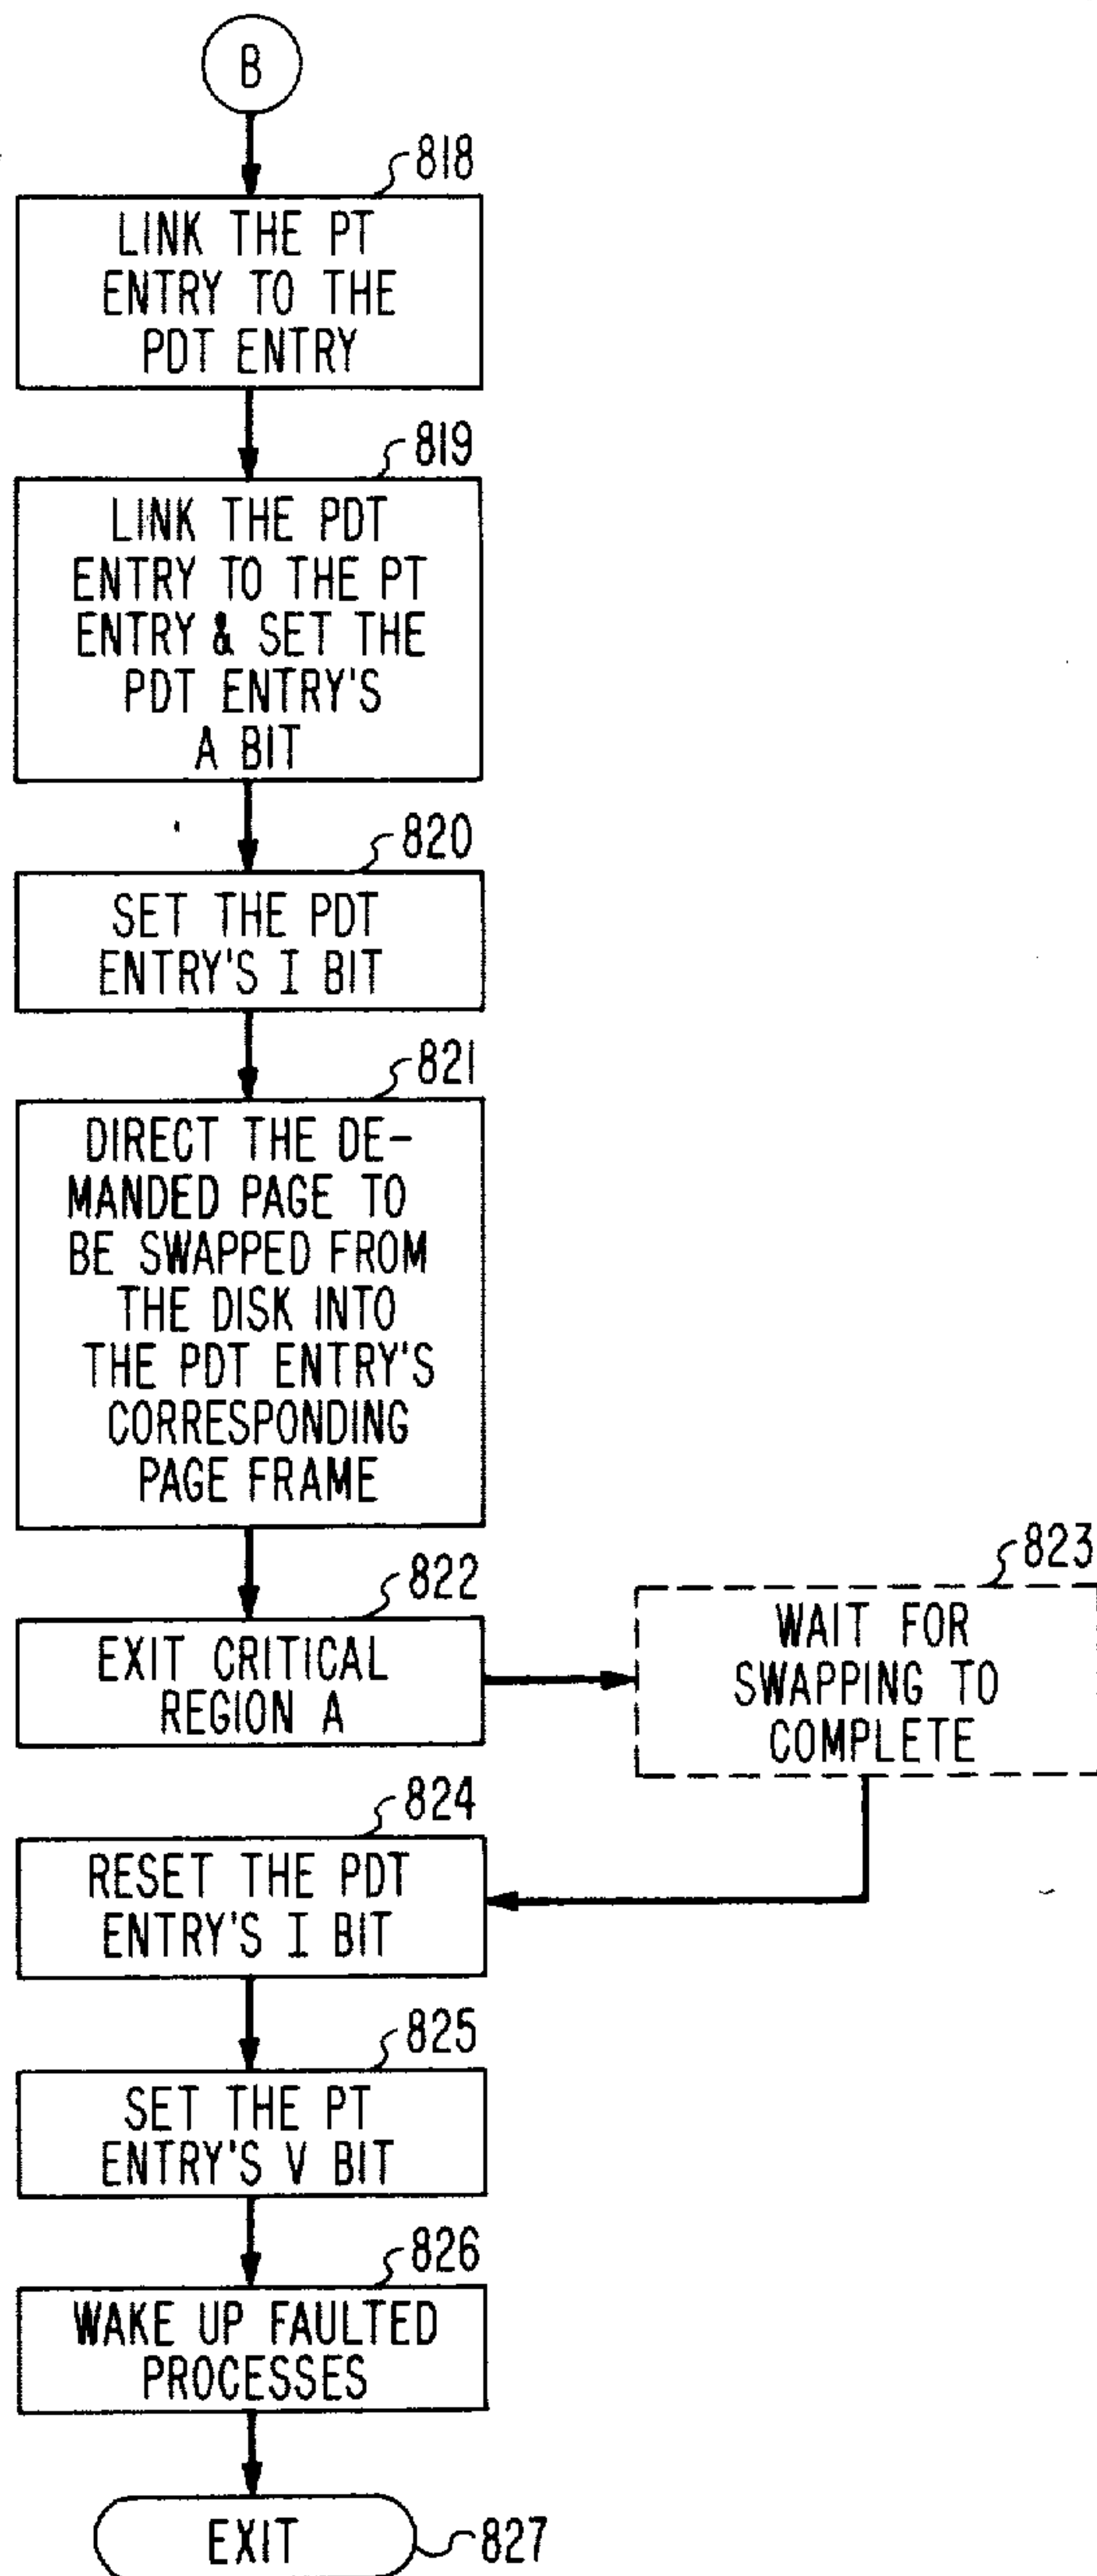 B
818
LINK THE PT
ENTRY TO THE
PDT ENTRY
819
LINK THE PDT
ENTRY TO THE PT
ENTRY & SET THE
PDT ENTRY'S
A BIT
820
SET THE PDT
ENTRY'S I BIT
821
DIRECT THE DE-
MANDED PAGE TO
BE SWAPPED FROM
THE DISK INTO
THE PDT ENTRY'S
CORRESPONDING
PAGE FRAME
822
EXIT CRITICAL
REGION A
823
WAIT FOR
SWAPPING TO
COMPLETE
824
RESET THE PDT
ENTRY'S I BIT
825
SET THE PT
ENTRY'S V BIT
826
WAKE UP FAULTED
PROCESSES
EXIT
827